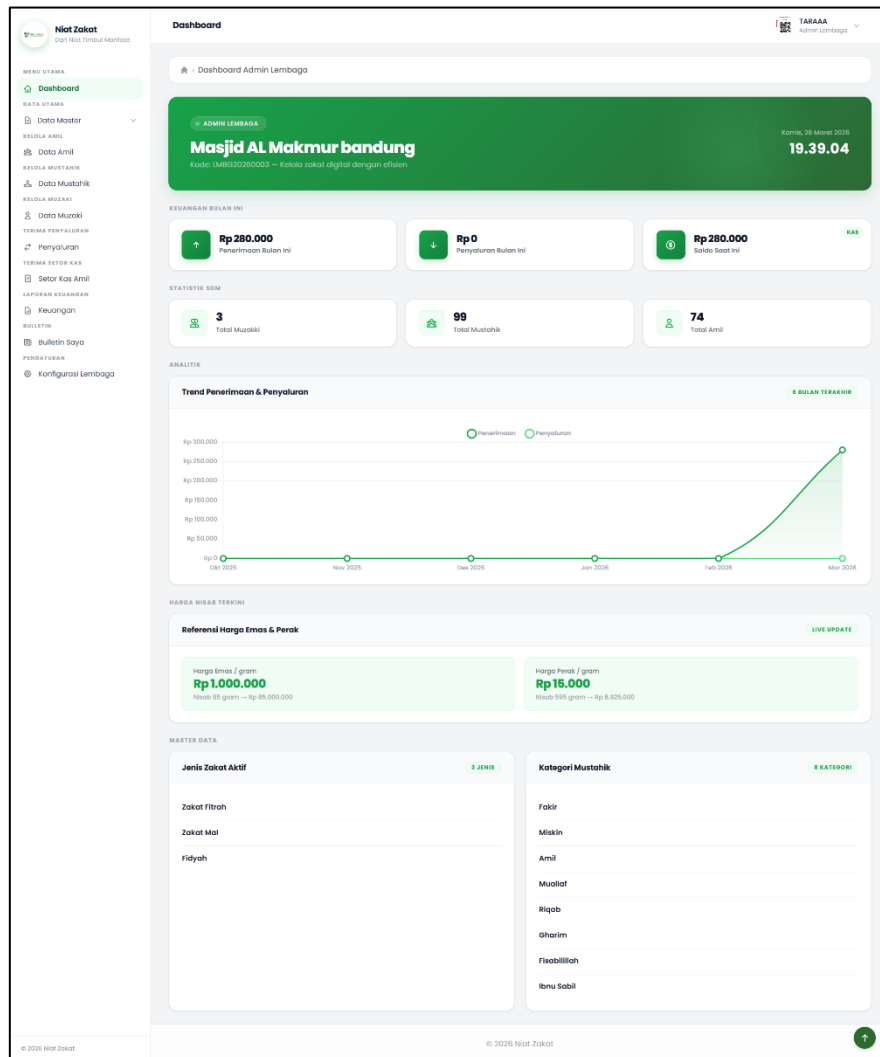 Niat Zakat
Dari Niat Timbul Manfaat
MENU UTAMA
Dashboard
DATA UTAMA
Data Master
KELOLA AMIL
Data Amil
KELOLA MUSTAHIK
Data Mustahik
KELOLA MUZAKI
Data Muzaki
TERIMA PENYALURAN
Penyaluran
TERIMA SETOR KAS
Setor Kas Amil
LAPORAN KEUANGAN
Keuangan
BULLETIN
Bulletin Saya
PENGATURAN
Konfigurasi Lembaga
© 2026 Niat Zakat
Dashboard
TARAAA
Admin Lembaga
Dashboard Admin Lembaga
ADMIN LEMBAGA
Masjid AL Makmur bandung
Kode: LMBG20260003 — Kelola zakat digital dengan efisien
Kamis, 26 Maret 2026
19.39.04
KEUANGAN BULAN INI
Rp 280.000
Penerimaan Bulan Ini
Rp 0
Penyaluran Bulan Ini
Rp 280.000
Saldo Saat Ini
KAS
STATISTIK SDM
3
Total Muzakki
99
Total Mustahik
74
Total Amil
ANALITIK
Trend Penerimaan & Penyaluran
6 BULAN TERAKHIR
Penerimaan Penyaluran
Rp 300.000
Rp 250.000
Rp 200.000
Rp 150.000
Rp 100.000
Rp 50.000
Rp 0
Okt 2025 Nov 2025 Des 2025 Jan 2026 Feb 2026 Mar 2026
HARGA NISAB TERKINI
Referensi Harga Emas & Perak
LIVE UPDATE
Harga Emas / gram
Rp 1.000.000
Nisab 85 gram → Rp 85.000.000
Harga Perak / gram
Rp 15.000
Nisab 595 gram → Rp 8.925.000
MASTER DATA
Jenis Zakat Aktif
3 JENIS
Zakat Fitrah
Zakat Mal
Fidyah
Kategori Mustahik
8 KATEGORI
Fakir
Miskin
Amil
Muallaf
Riqab
Gharim
Fisabilillah
Ibnu Sabil
© 2026 Niat Zakat